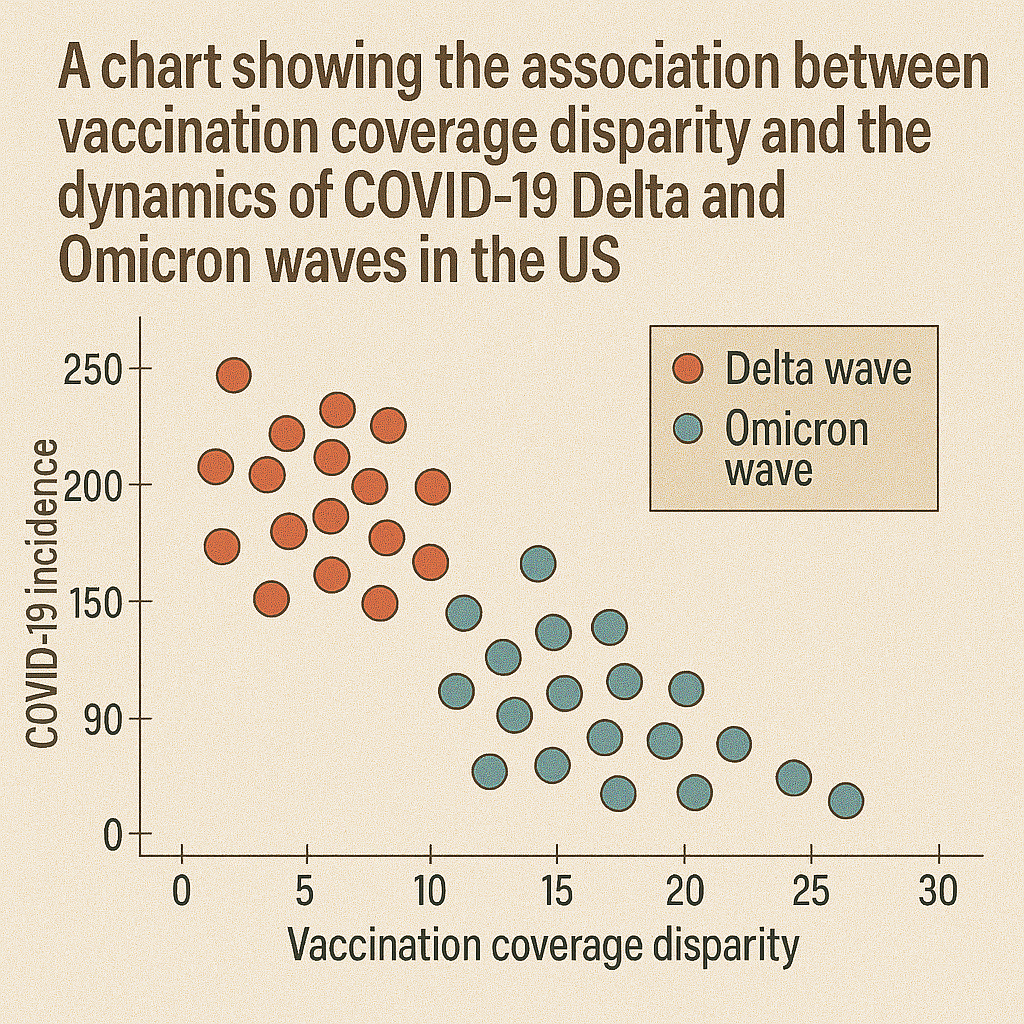 A chart showing the association between
vaccination coverage disparity and the
dynamics of COVID-19 Delta and
Omicron waves in the US
Delta wave
Omicron
wave
COVID-19 incidence
250
200
150
90
0
0 5 10 15 20 25 30
Vaccination coverage disparity